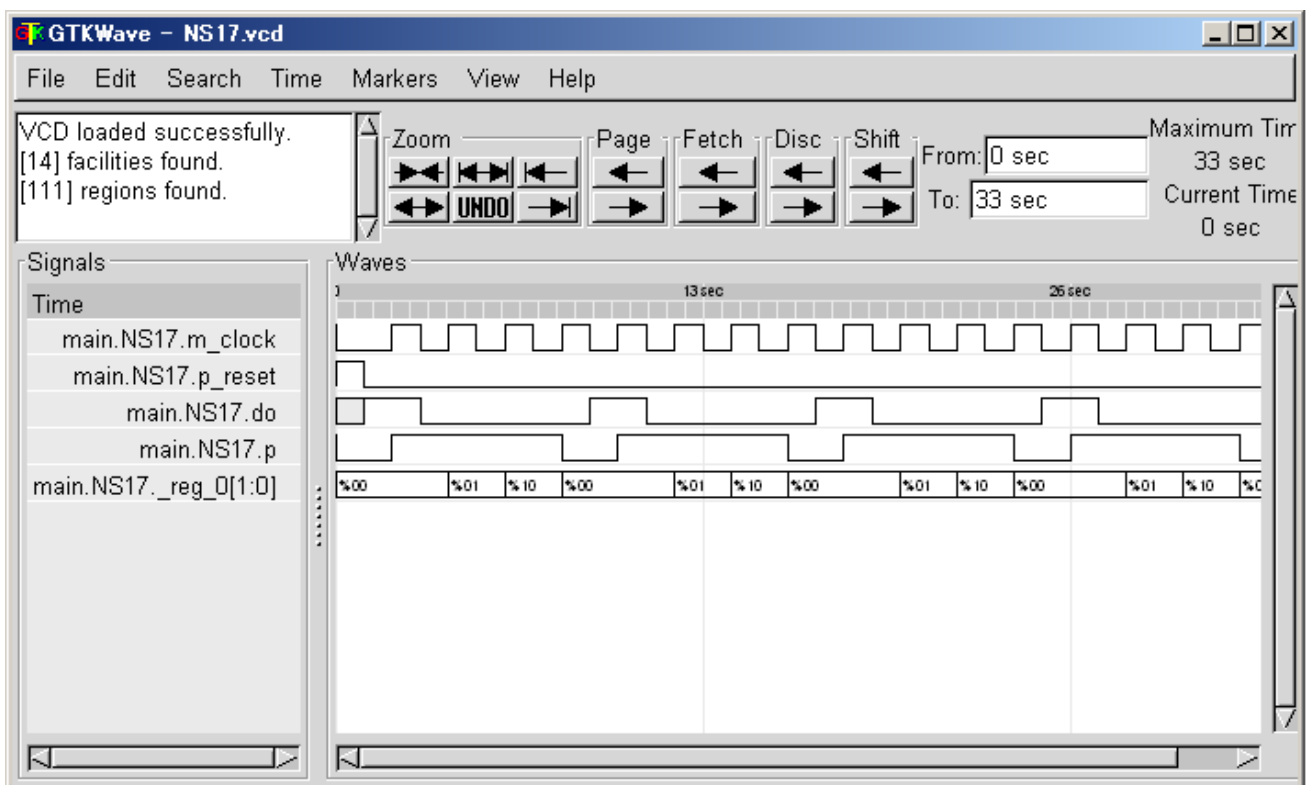 GTK GTKWave – NS17.vcd
File Edit Search Time Markers View Help
VCD loaded successfully.
[14] facilities found.
[111] regions found.
Zoom
UNDO
Page
Fetch
Disc
Shift
From: 0 sec
To: 33 sec
Maximum Tim
33 sec
Current Time
0 sec
Signals
Time
main.NS17.m_clock
main.NS17.p_reset
main.NS17.do
main.NS17.p
main.NS17._reg_0[1:0]
Waves
13 sec 26 sec
%00 %01 %10 %00 %01 %10 %00 %01 %10 %00 %01 %10